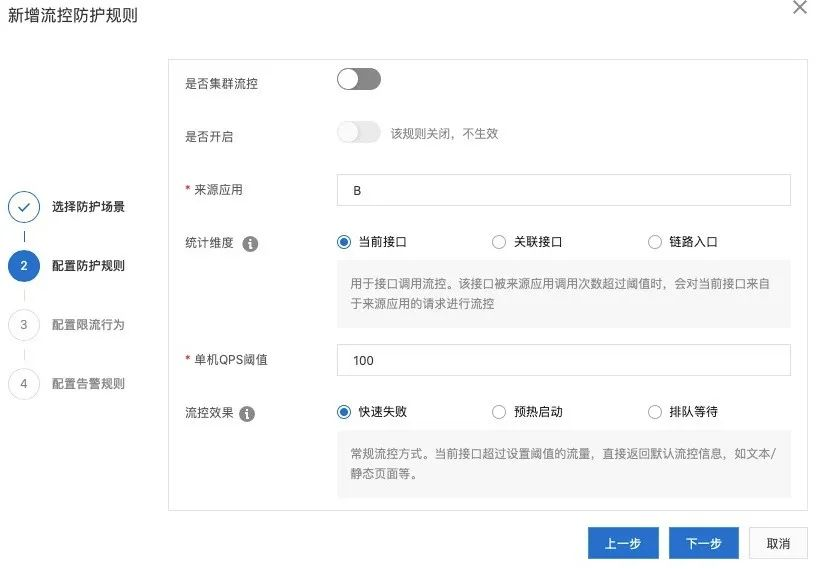 新增流控防护规则
是否集群流控
是否开启 该规则关闭，不生效
* 来源应用 B
选择防护场景
统计维度 当前接口 关联接口 链路入口
2 配置防护规则
用于接口调用流控。该接口被来源应用调用次数超过阈值时，会对当前接口来自
于来源应用的请求进行流控
3 配置限流行为
* 单机QPS阈值 100
4 配置告警规则
流控效果 快速失败 预热启动 排队等待
常规流控方式。当前接口超过设置阈值的流量，直接返回默认流控信息，如文本/
静态页面等。
上一步 下一步 取消